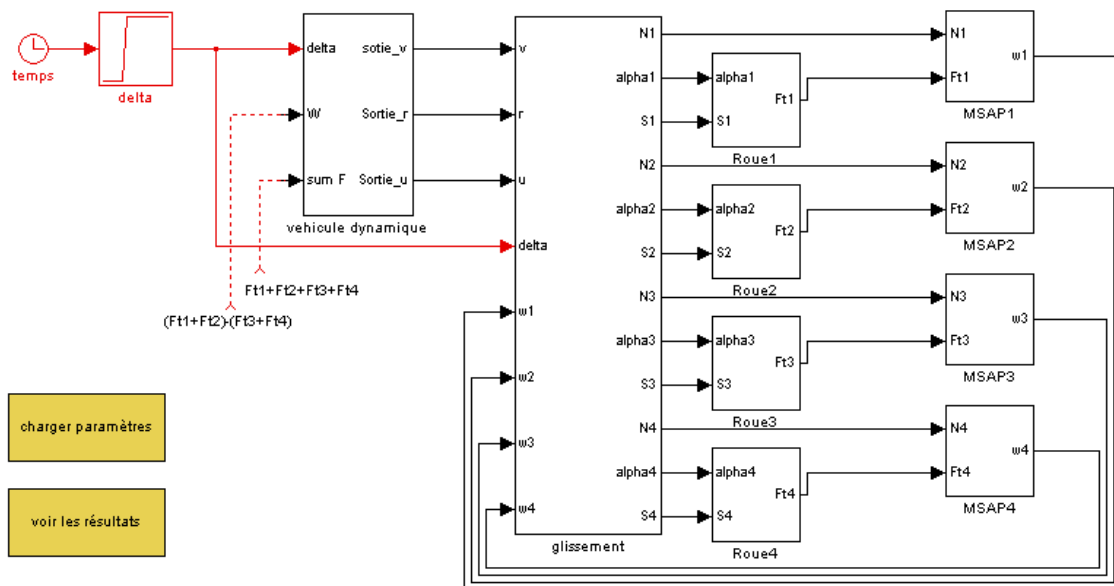 temps
delta
delta
W
sum F
sotie_v
Sortie_r
Sortie_u
vehicule dynamique
Ft1+Ft2+Ft3+Ft4
(Ft1+Ft2)-(Ft3+Ft4)
charger paramètres
voir les résultats
v
r
u
delta
w1
w2
w3
w4
N1
alpha1
S1
N2
alpha2
S2
N3
alpha3
S3
N4
alpha4
S4
glissement
alpha1
S1
Ft1
Roue1
alpha2
S2
Ft2
Roue2
alpha3
S3
Ft3
Roue3
alpha4
S4
Ft4
Roue4
N1
Ft1
w1
MSAP1
N2
Ft2
w2
MSAP2
N3
Ft3
w3
MSAP3
N4
Ft4
w4
MSAP4